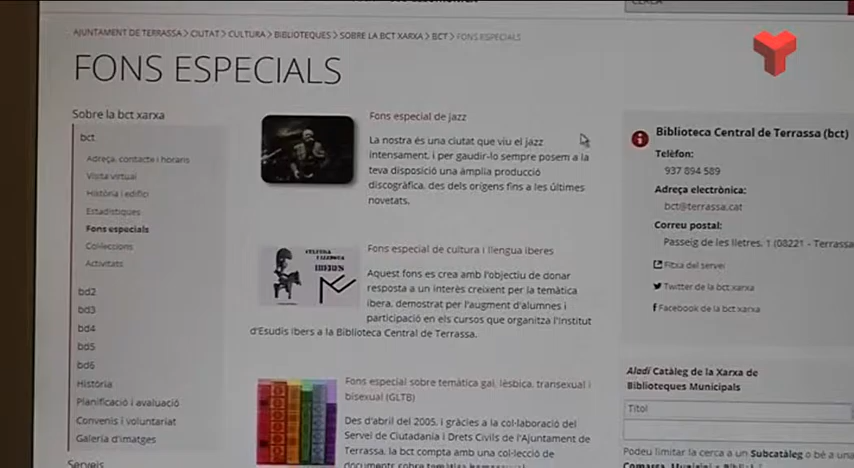 AJUNTAMENT DE TERRASSA > CIUTAT > CULTURA > BIBLIOTEQUES > SOBRE LA BCT XARXA > BCT > FONS ESPECIALS
FONS ESPECIALS
Sobre la bct xarxa
bct
Adreça, contacte i horaris
Visita virtual
Història i edifici
Estadístiques
Fons especials
Col·leccions
Activitats
bd2
bd3
bd4
bd5
bd6
Història
Planificació i avaluació
Convenis i voluntariat
Galeria d'imatges
Serveis
Fons especial de jazz
La nostra és una ciutat que viu el jazz
intensament, i per gaudir-lo sempre posem a la
teva disposició una àmplia producció
discogràfica, des dels orígens fins a les últimes
novetats.
CULTURA I LLENGUA
IBERES
Fons especial de cultura i llengua iberes
Aquest fons es crea amb l'objectiu de donar
resposta a un interès creixent per la temàtica
ibera, demostrat per l'augment d'alumnes i
participació en els cursos que organitza l'Institut
d'Esudis Ibers a la Biblioteca Central de Terrassa.
Fons especial sobre temàtica gai, lèsbica, transexual i
bisexual (GLTB)
Des d'abril del 2005, i gràcies a la col·laboració del
Servei de Ciutadania i Drets Civils de l'Ajuntament de
Terrassa, la bct compta amb una col·lecció de
documents sobre temàtica
CERCA
Biblioteca Central de Terrassa (bct)
Telèfon:
937 894 589
Adreça electrònica:
bct@terrassa.cat
Correu postal:
Passeig de les lletres, 1 (08221 - Terrassa
Fitxa del servei
Twitter de la bct xarxa
Facebook de la bct xarxa
Aladí Catàleg de la Xarxa de
Biblioteques Municipals
Títol
Podeu limitar la cerca a un Subcatàleg o bé a una
Comarca, Municipi o